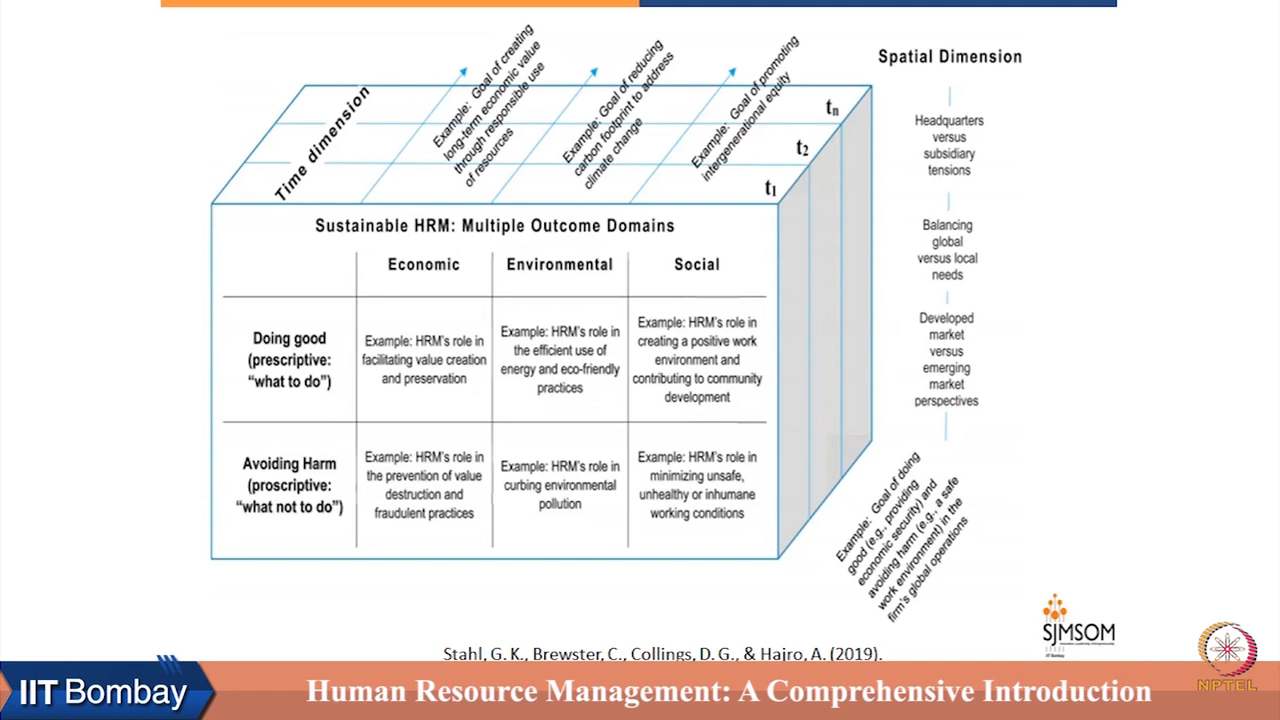 Example: Goal of creating
long-term economic value
through responsible use
of resources
Example: Goal of reducing
carbon footprint to address
climate change
Example: Goal of promoting
intergenerational equity
Time dimension
tn
t2
t1
Spatial Dimension
Headquarters
versus
subsidiary
tensions
Balancing
global
versus local
needs
Developed
market
versus
emerging
market
perspectives
Example: Goal of doing
good (e.g., providing
economic security) and
avoiding harm (e.g., a safe
work environment) in the
firm's global operations
Sustainable HRM: Multiple Outcome Domains
Economic
Environmental
Social
Doing good
(prescriptive:
“what to do”)
Example: HRM's role in
facilitating value creation
and preservation
Example: HRM's role in
the efficient use of
energy and eco-friendly
practices
Example: HRM's role in
creating a positive work
environment and
contributing to community
development
Avoiding Harm
(proscriptive:
“what not to do”)
Example: HRM's role in
the prevention of value
destruction and
fraudulent practices
Example: HRM's role in
curbing environmental
pollution
Example: HRM's role in
minimizing unsafe,
unhealthy or inhumane
working conditions
Stahl, G. K., Brewster, C., Collings, D. G., & Hajro, A. (2019).
SJMSOM
IIT Bombay
NPTEL
IIT Bombay
Human Resource Management: A Comprehensive Introduction